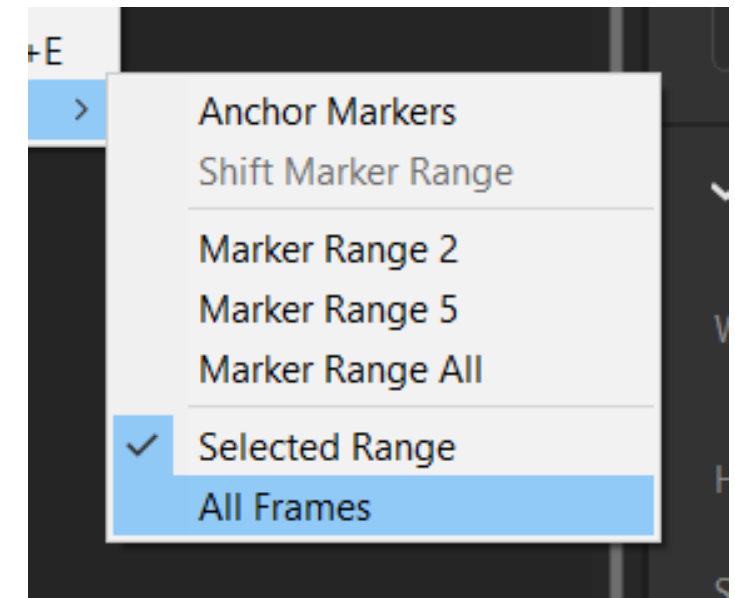 +E
Anchor Markers
Shift Marker Range
Marker Range 2
Marker Range 5
Marker Range All
Selected Range
All Frames